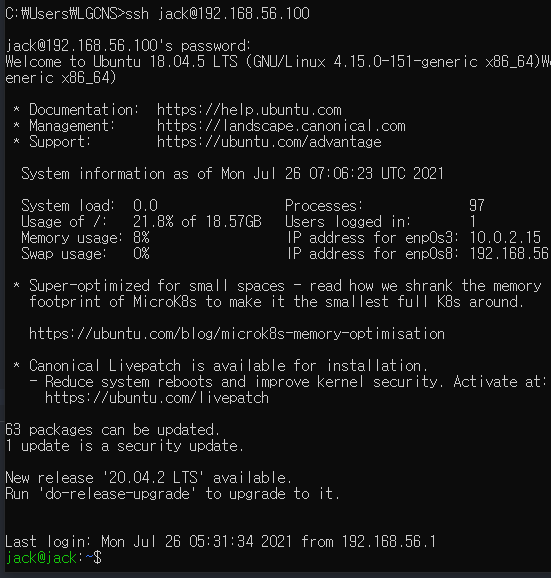 C:₩Users₩LGCNS>ssh jack@192.168.56.100
jack@192.168.56.100's password:
Welcome to Ubuntu 18.04.5 LTS (GNU/Linux 4.15.0-151-generic x86_64)W
eneric x86_64)
* Documentation: https://help.ubuntu.com
* Management: https://landscape.canonical.com
* Support: https://ubuntu.com/advantage
System information as of Mon Jul 26 07:06:23 UTC 2021
System load: 0.0 Processes: 97
Usage of /: 21.8% of 18.57GB Users logged in: 1
Memory usage: 8% IP address for enp0s3: 10.0.2.15
Swap usage: 0% IP address for enp0s8: 192.168.56
* Super-optimized for small spaces - read how we shrank the memory
footprint of MicroK8s to make it the smallest full K8s around.
https://ubuntu.com/blog/microk8s-memory-optimisation
* Canonical Livepatch is available for installation.
- Reduce system reboots and improve kernel security. Activate at:
https://ubuntu.com/livepatch
63 packages can be updated.
1 update is a security update.
New release '20.04.2 LTS' available.
Run 'do-release-upgrade' to upgrade to it.
Last login: Mon Jul 26 05:31:34 2021 from 192.168.56.1
jack@jack:~$